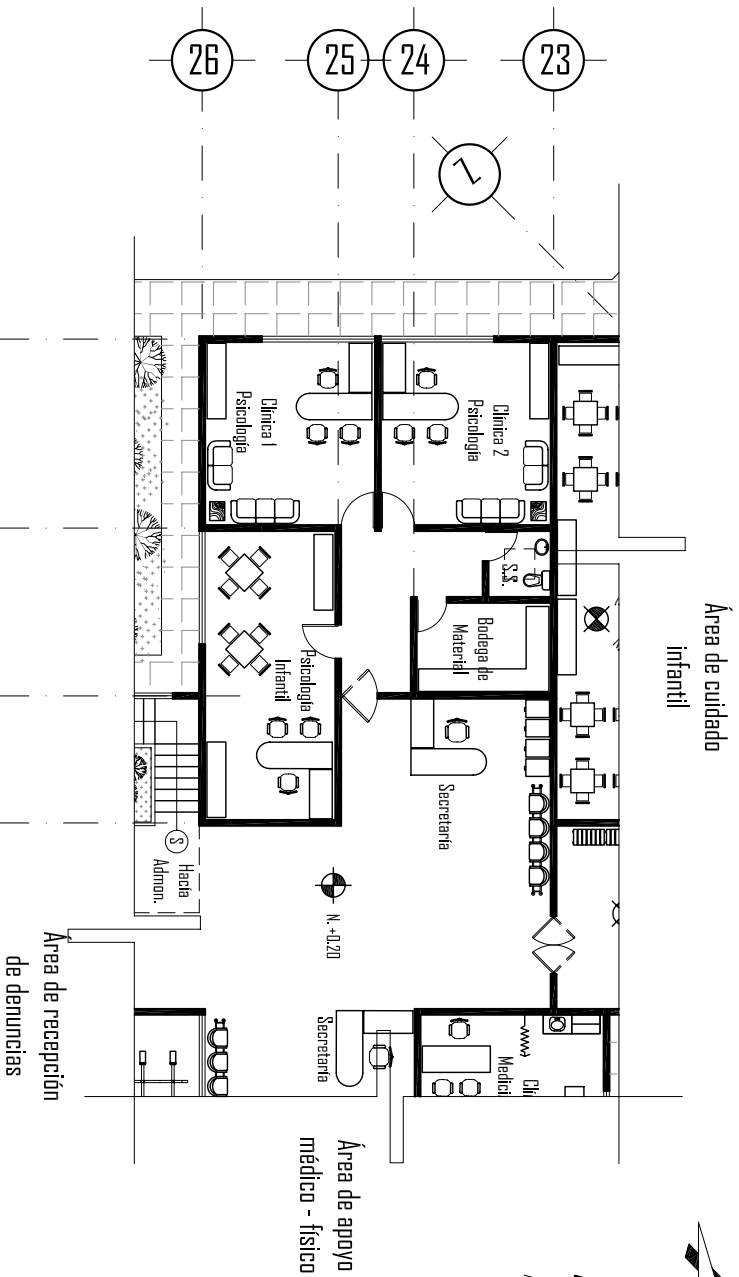 26
25
24
23
Z
Clínica 1
Psicología
Clínica 2
Psicología
S.S.
Bodega de
Material
Psicología
Infantil
Secretaría
S
Hacía
Admon.
N. +0.20
Secretaría
Medici
Clí
Área de cuidado
infantil
Área de recepción
de denuncias
Área de apoyo
médico - físico